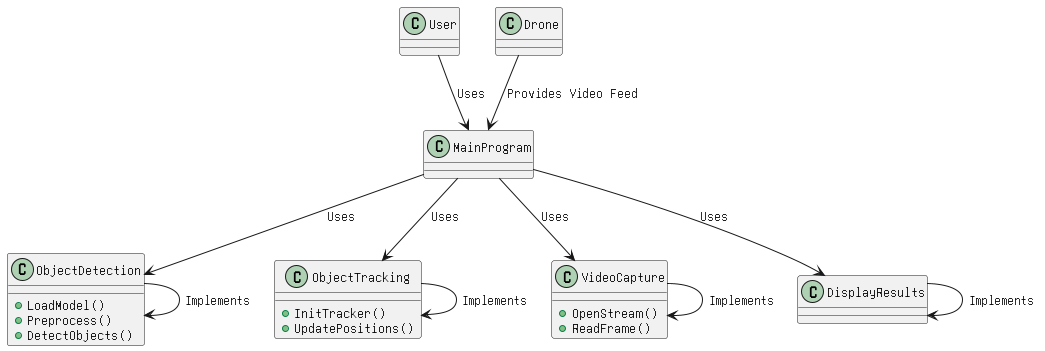 C User
C Drone
Uses
Provides Video Feed
C MainProgram
Uses
Uses
Uses
Uses
C ObjectDetection
LoadModel()
Preprocess()
DetectObjects()
Implements
C ObjectTracking
InitTracker()
UpdatePositions()
Implements
C VideoCapture
OpenStream()
ReadFrame()
Implements
C DisplayResults
Implements